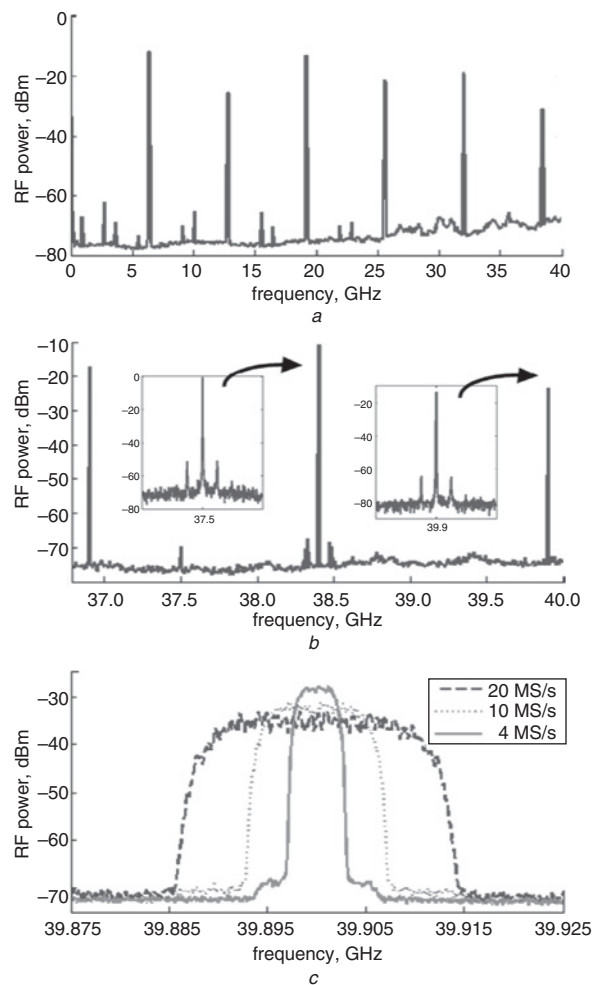 0
–20
–40
–60
–80
RF power, dBm
0 5 10 15 20 25 30 35 40
frequency, GHz
a
–10
–20
–30
–40
–50
–60
–70
RF power, dBm
0
–20
–40
–60
–80
37.5
0
–20
–40
–60
–80
39.9
37.0 37.5 38.0 38.5 39.0 39.5 40.0
frequency, GHz
b
–30
–40
–50
–60
–70
RF power, dBm
20 MS/s
10 MS/s
4 MS/s
39.875 39.885 39.895 39.905 39.915 39.925
frequency, GHz
c